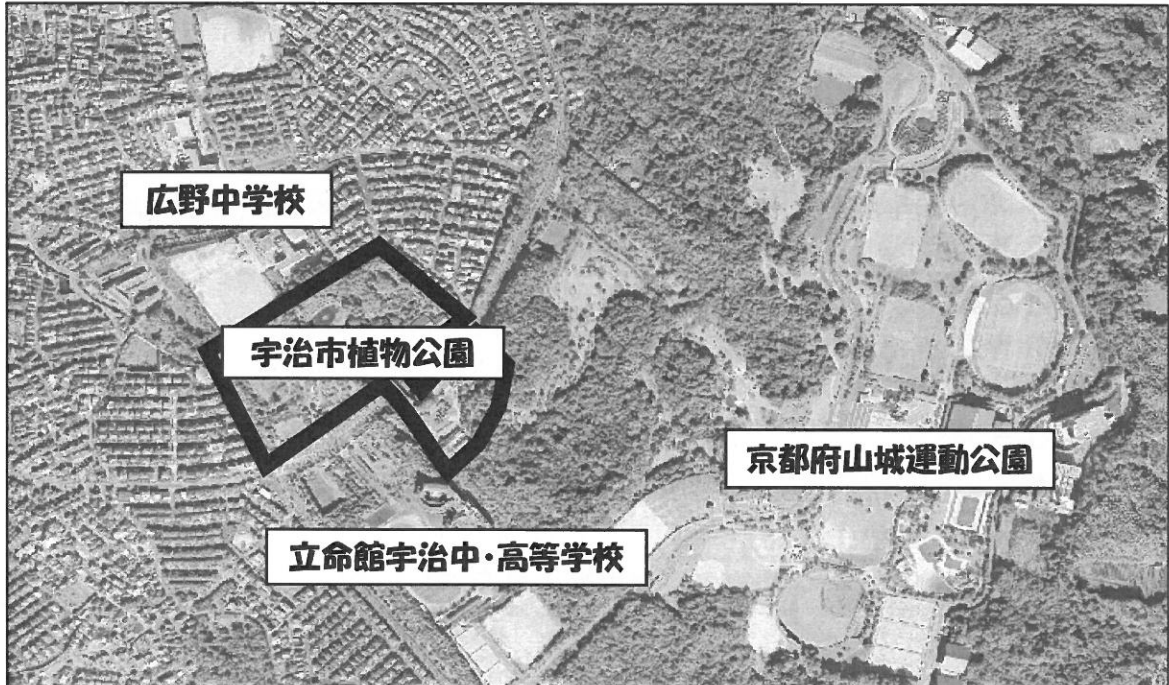 広野中学校
宇治市植物公園
京都府山城運動公園
立命館宇治中・高等学校